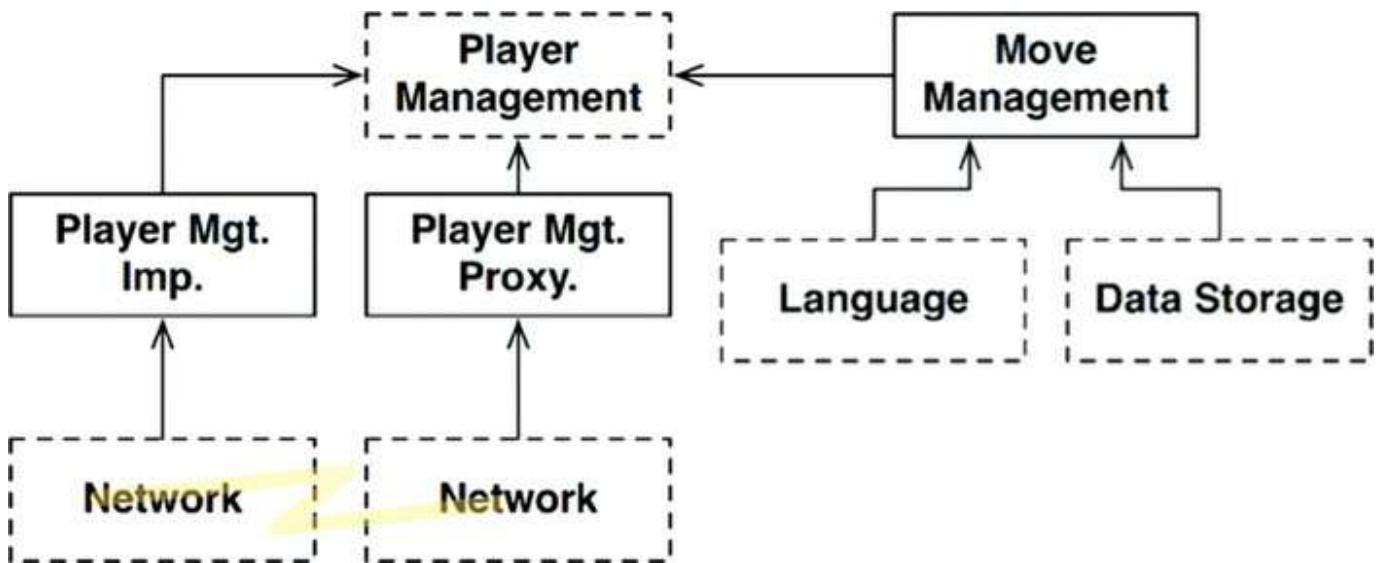 Player
Management
Move
Management
Player Mgt.
Imp.
Player Mgt.
Proxy.
Language
Data Storage
Network
Network